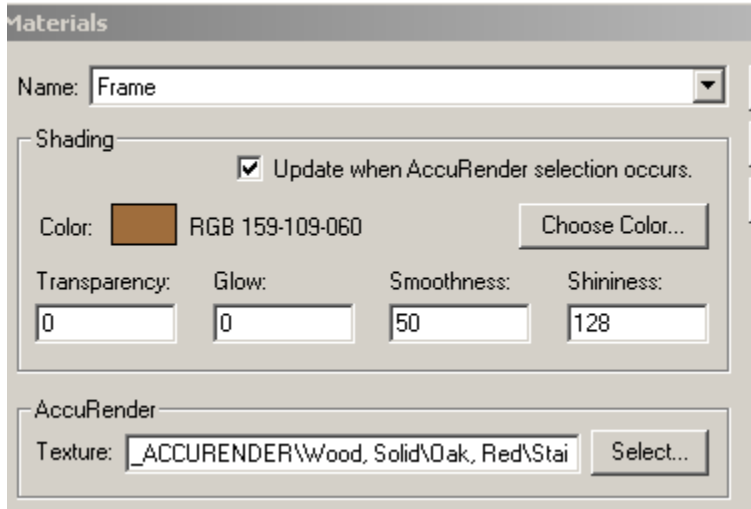 Materials
Name: Frame
Shading
Update when AccuRender selection occurs.
Color: RGB 159-109-060 Choose Color...
Transparency: Glow: Smoothness: Shininess:
0 0 50 128
AccuRender
Texture: _ACCURENDER\Wood, Solid\Oak, Red\Stai Select...